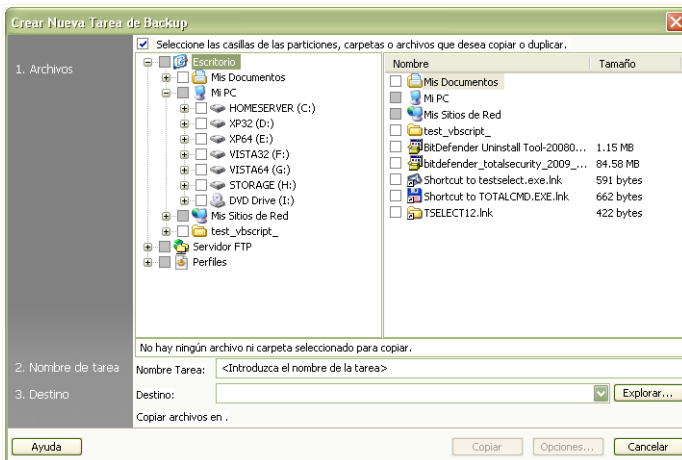 Crear Nueva Tarea de Backup
Seleccione las casillas de las particiones, carpetas o archivos que desea copiar o duplicar.
1. Archivos
Escritorio
Mis Documentos
Mi PC
HOMESERVER (C:)
XP32 (D:)
XP64 (E:)
VISTA32 (F:)
VISTA64 (G:)
STORAGE (H:)
DVD Drive (I:)
Mis Sitios de Red
test_vbscript_
Servidor FTP
Perfiles
Nombre Tamaño
Mis Documentos
Mi PC
Mis Sitios de Red
test_vbscript_
BitDefender Uninstall Tool-20080... 1.15 MB
bitdefender_totalsecurity_2009_... 84.58 MB
Shortcut to testselect.exe.lnk 591 bytes
Shortcut to TOTALCMD.EXE.lnk 662 bytes
TSELECT12.lnk 422 bytes
No hay ningún archivo ni carpeta seleccionado para copiar.
2. Nombre de tarea Nombre Tarea: <Introduzca el nombre de la tarea>
3. Destino Destino: Explorar...
Copiar archivos en .
Ayuda Copiar Opciones... Cancelar